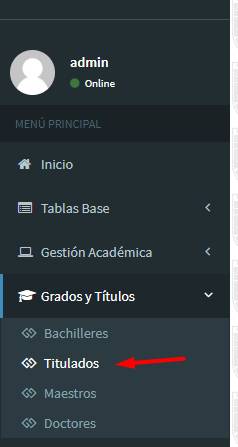 admin
Online
MENÚ PRINCIPAL
Inicio
Tablas Base
Gestión Académica
Grados y Títulos
Bachilleres
Titulados
Maestros
Doctores